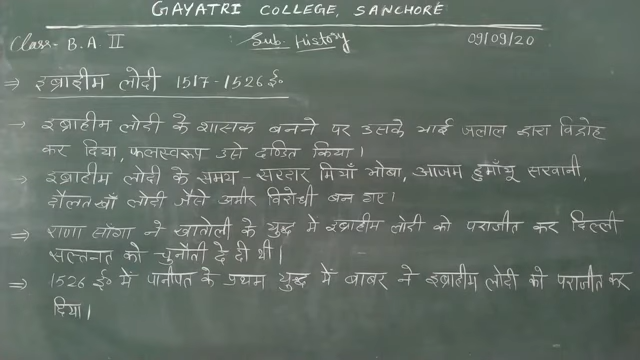 GAYATRI COLLEGE, SANCHORE
Class- B.A II Sub. History 09/09/20
⇒ इब्राहीम लोदी 1517-1526 ई०
→ इब्राहीम लोदी के शासक बनने पर उसके भाई जलाल द्वारा विद्रोह
कर दिया, फलस्वरूप उसे दण्डित किया।
→ इब्राहीम लोदी के समय - सरदार मियाँ भोबा, आजम हुमाँयू सरवानी,
दौलत खाँ लोदी जैसे अमीर विरोधी बन गए।
⇒ राणा साँगा ने खातोली के युद्ध मे इब्राहीम लोदी को पराजीत कर दिल्ली
सल्तनत को चुनौती दे दी थी।
⇒ 1526 ई० में पानीपत के प्रथम युद्ध में बाबर ने इब्राहीम लोदी को पराजीत कर
दिया।